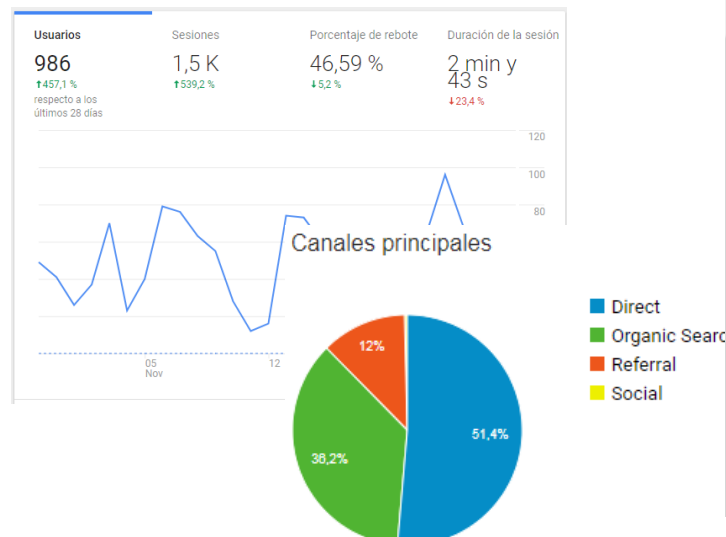 Usuarios
986
↑457,1 %
respecto a los
últimos 28 días
Sesiones
1,5 K
↑539,2 %
Porcentaje de rebote
46,59 %
↓5,2 %
Duración de la sesión
2 min y
43 s
↓23,4 %
120
100
80
05
Nov
12
Canales principales
12%
36,2%
51,4%
Direct
Organic Searc
Referral
Social